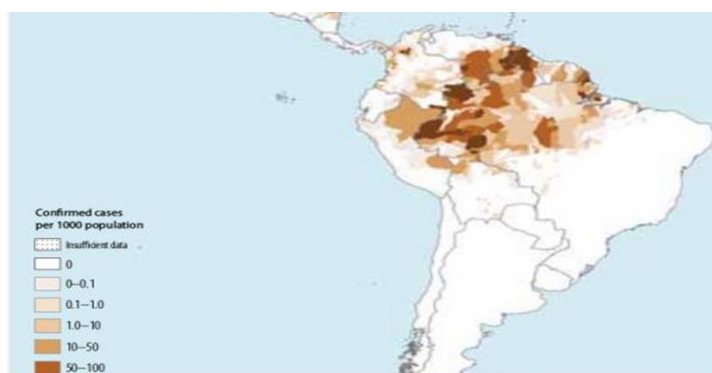 Confirmed cases
per 1000 population
Insufficient data
0
0–0.1
0.1–1.0
1.0–10
10–50
50–100